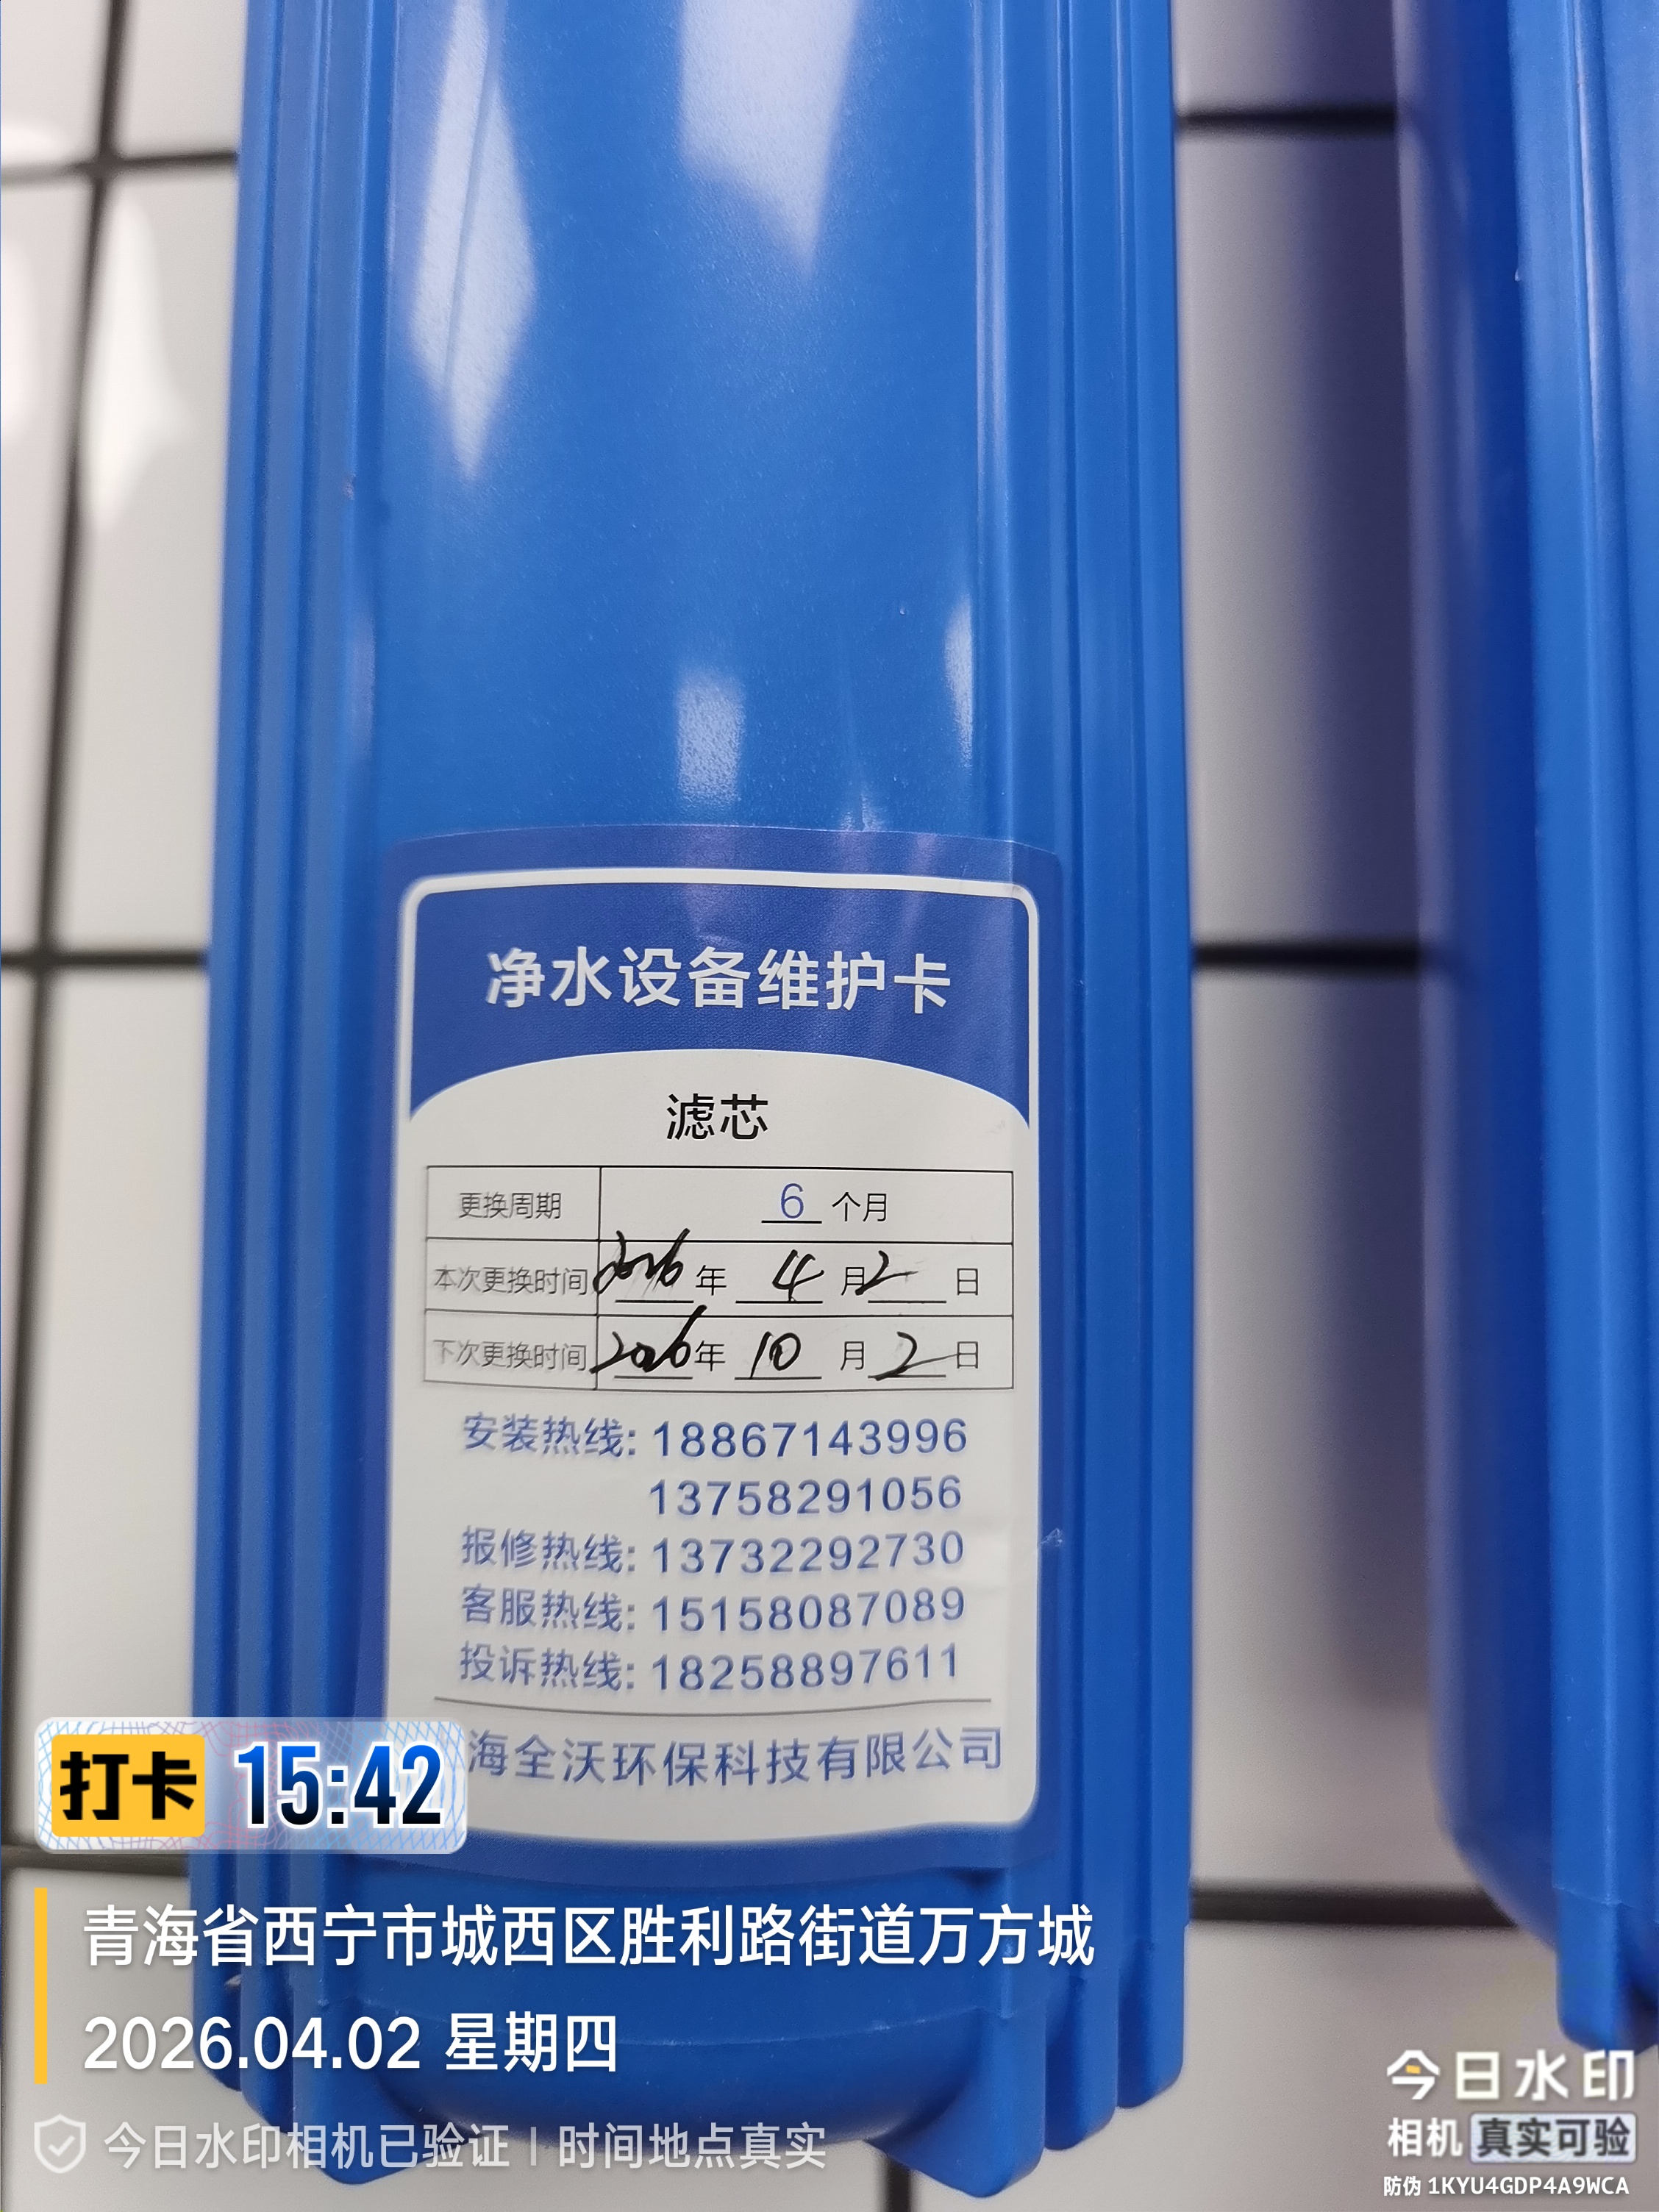 净水设备维护卡
滤芯
更换周期 6 个月
本次更换时间 2026 年 4 月 2 日
下次更换时间 2026 年 10 月 2 日
安装热线: 18867143996
13758291056
报修热线: 13732292730
客服热线: 15158087089
投诉热线: 18258897611
海全沃环保科技有限公司
打卡 15:42
青海省西宁市城西区胜利路街道万方城
2026.04.02 星期四
今日水印相机已验证 | 时间地点真实
今日水印
相机 真实可验
防伪 1KYU4GDP4A9WCA